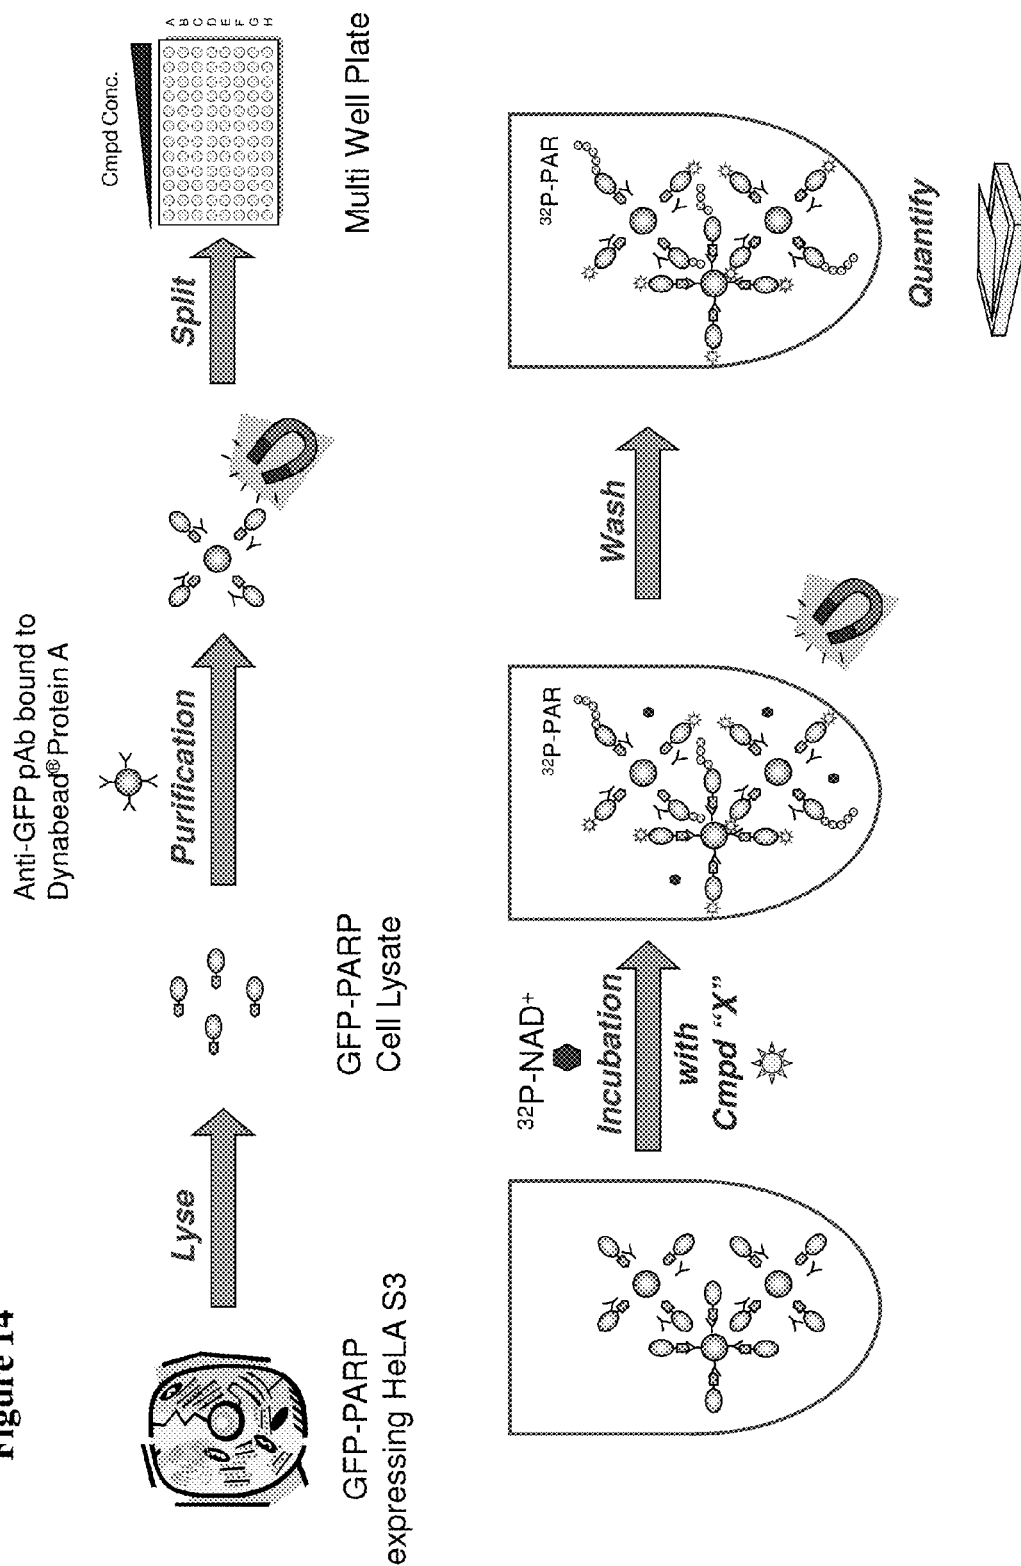 Figure 14
GFP-PARP
expressing HeLA S3
Lyse
GFP-PARP
Cell Lysate
Anti-GFP pAb bound to
Dynabead® Protein A
Purification
Split
Cmpd Conc.
A
B
C
D
E
F
G
H
Multi Well Plate
³²P-NAD⁺
Incubation
with
Cmpd “X”
³²P-PAR
Wash
³²P-PAR
Quantify